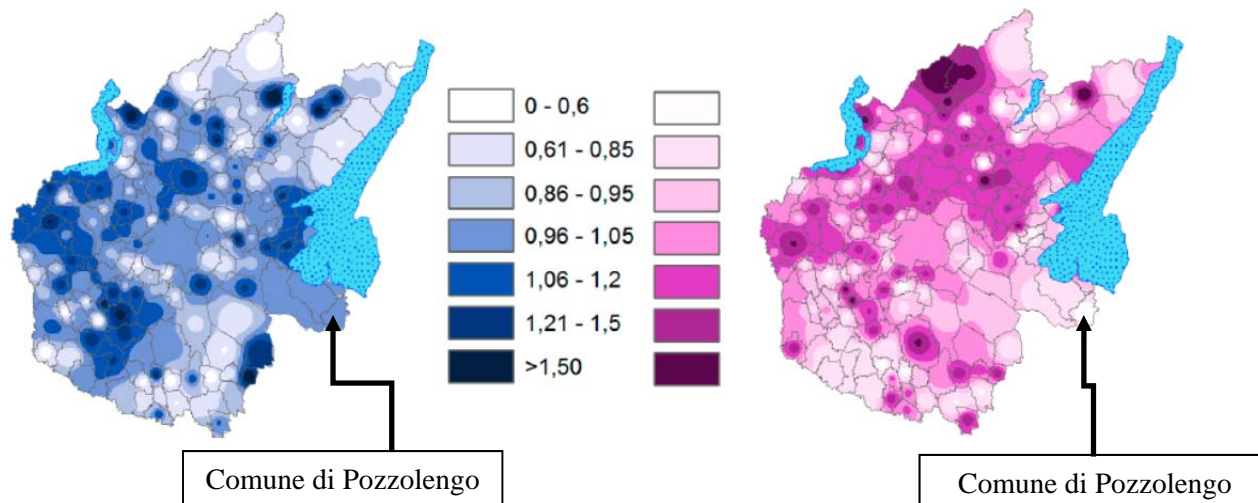 0 - 0,6
0,61 - 0,85
0,86 - 0,95
0,96 - 1,05
1,06 - 1,2
1,21 - 1,5
>1,50
Comune di Pozzolengo
Comune di Pozzolengo